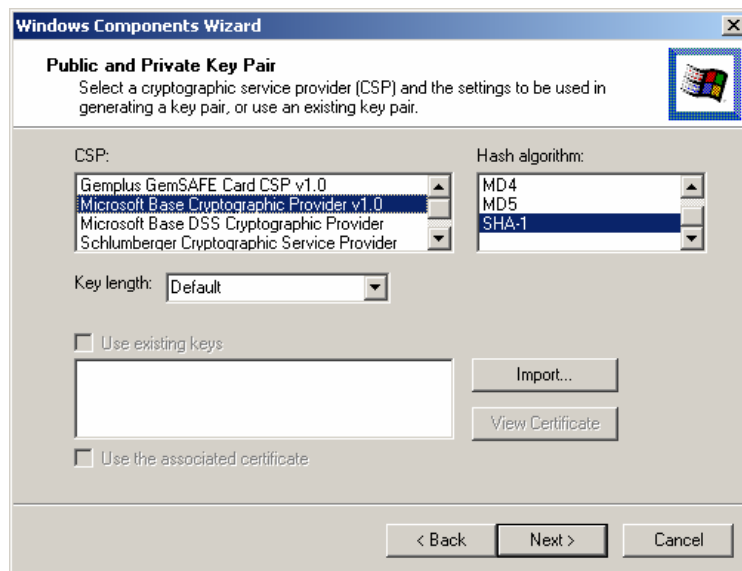 Windows Components Wizard
Public and Private Key Pair
Select a cryptographic service provider (CSP) and the settings to be used in
generating a key pair, or use an existing key pair.
CSP:
Gemplus GemSAFE Card CSP v1.0
Microsoft Base Cryptographic Provider v1.0
Microsoft Base DSS Cryptographic Provider
Schlumberger Cryptographic Service Provider
Hash algorithm:
MD4
MD5
SHA-1
Key length: Default
Use existing keys
Import...
View Certificate
Use the associated certificate
< Back Next > Cancel